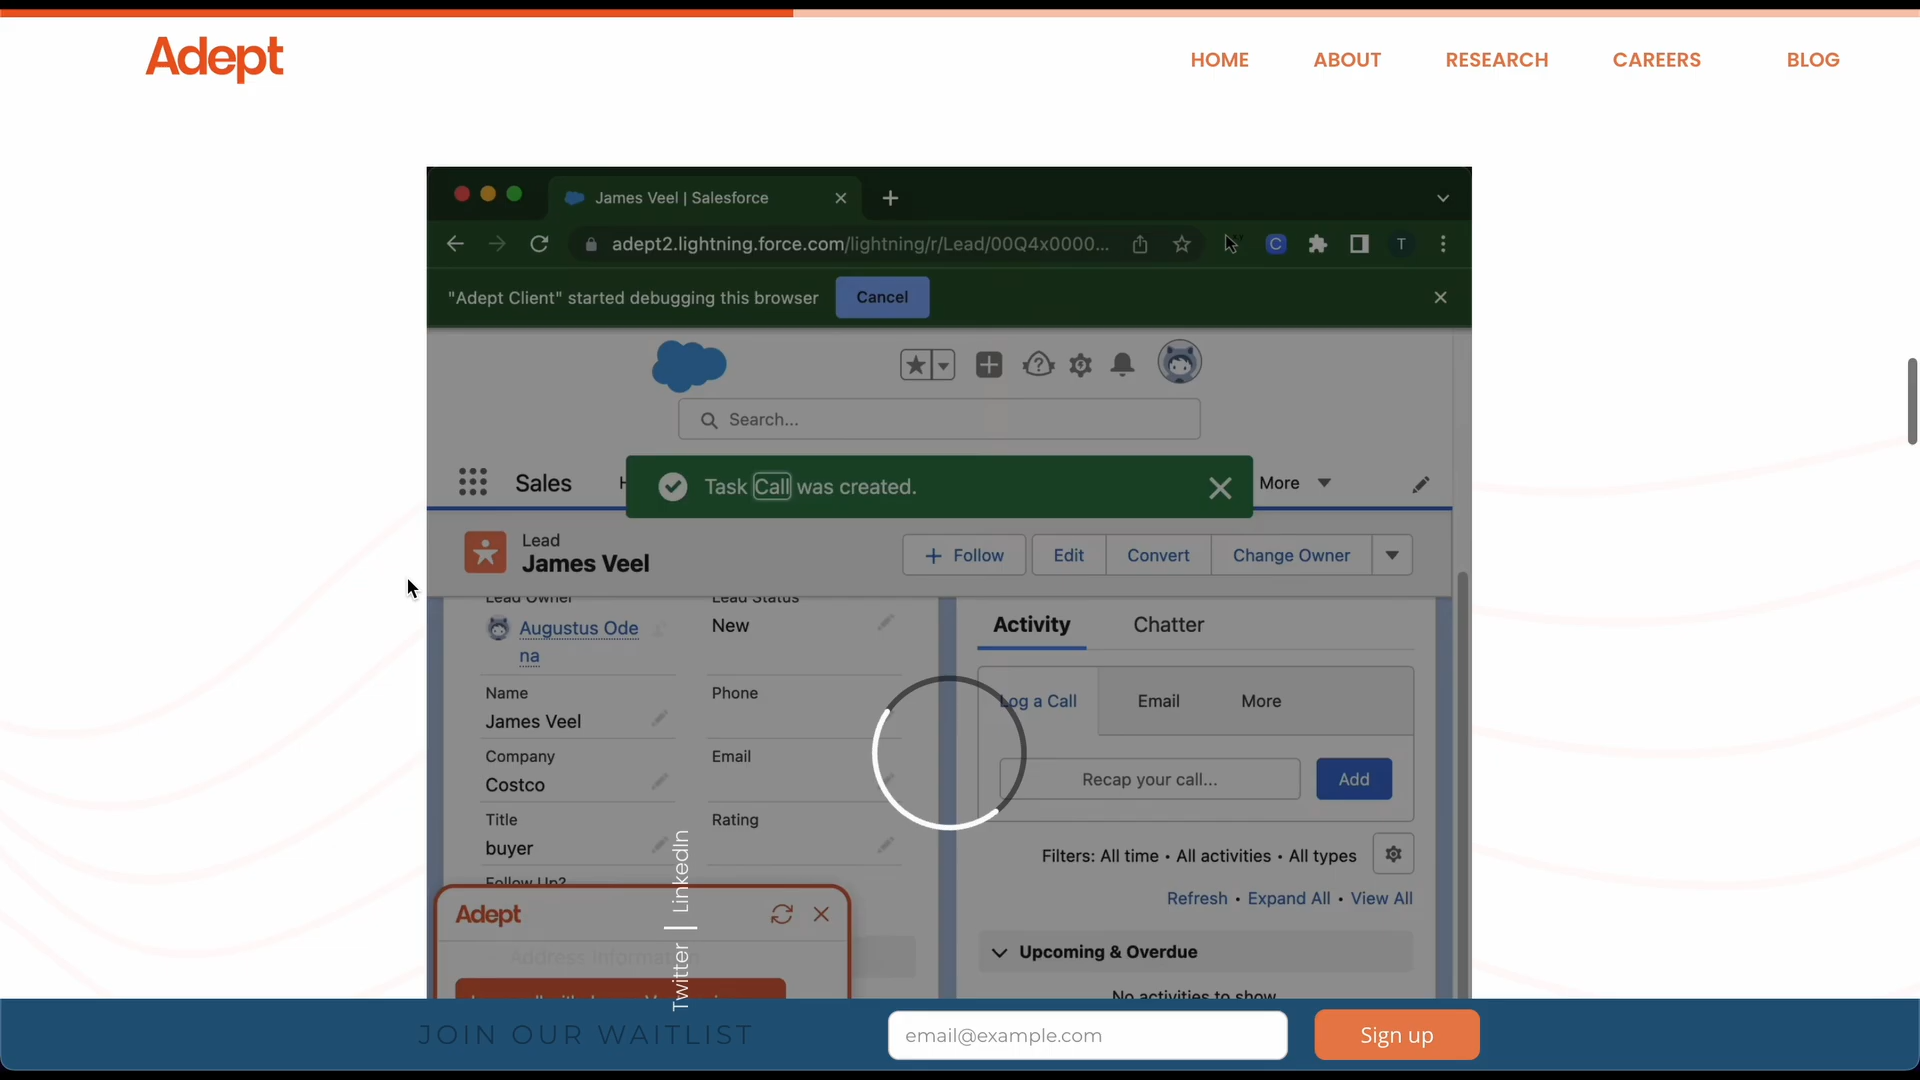 Adept
HOME ABOUT RESEARCH CAREERS BLOG
James Veel | Salesforce
adept2.lightning.force.com/lightning/r/Lead/00Q4x0000... T
"Adept Client" started debugging this browser Cancel
Search...
Sales
Task Call was created.
More
Lead
James Veel
Follow Edit Convert Change Owner
Lead Owner
Augustus Ode
na
Lead Status
New
Name
James Veel
Phone
Company
Costco
Email
Title
buyer
Rating
Follow Up?
Activity Chatter
Log a Call Email More
Recap your call... Add
Filters: All time • All activities • All types
Refresh • Expand All • View All
Upcoming & Overdue
No activities to show
Adept
Address Information
Twitter | LinkedIn
JOIN OUR WAITLIST
email@example.com
Sign up